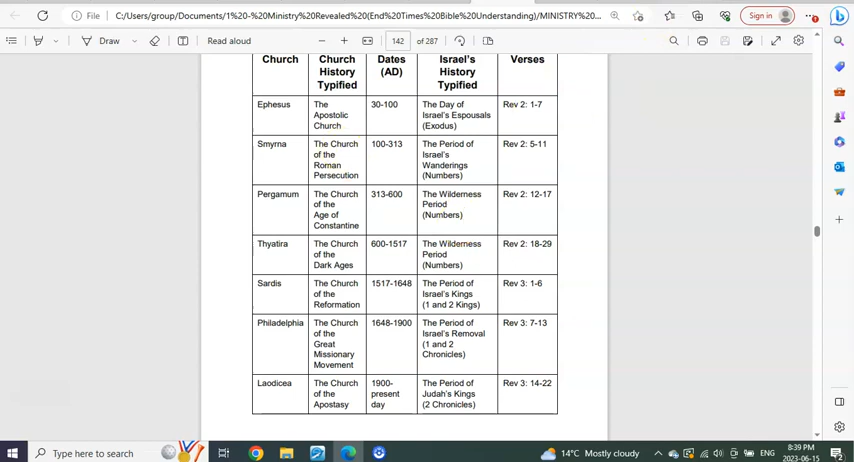 File
C:/Users/group/Documents/1%20-%20Ministry%20Revealed%20(End%20Times%20Bible%20Understanding)/MINISTRY%20...
Sign in
Draw
Read aloud
142 of 287
Church
Church
History
Typified
Dates
(AD)
Israel's
History
Typified
Verses
Ephesus
The
Apostolic
Church
30-100
The Day of
Israel's Espousals
(Exodus)
Rev 2: 1-7
Smyrna
The Church
of the
Roman
Persecution
100-313
The Period of
Israel's
Wanderings
(Numbers)
Rev 2: 5-11
Pergamum
The Church
of the
Age of
Constantine
313-600
The Wilderness
Period
(Numbers)
Rev 2: 12-17
Thyatira
The Church
of the
Dark Ages
600-1517
The Wilderness
Period
(Numbers)
Rev 2: 18-29
Sardis
The Church
of the
Reformation
1517-1648
The Period of
Israel's Kings
(1 and 2 Kings)
Rev 3: 1-6
Philadelphia
The Church
of the
Great
Missionary
Movement
1648-1900
The Period of
Israel's Removal
(1 and 2
Chronicles)
Rev 3: 7-13
Laodicea
The Church
of the
Apostasy
1900-
present
day
The Period of
Judah's Kings
(2 Chronicles)
Rev 3: 14-22
Type here to search
14°C Mostly cloudy
ENG
8:39 PM
2023-06-15
2